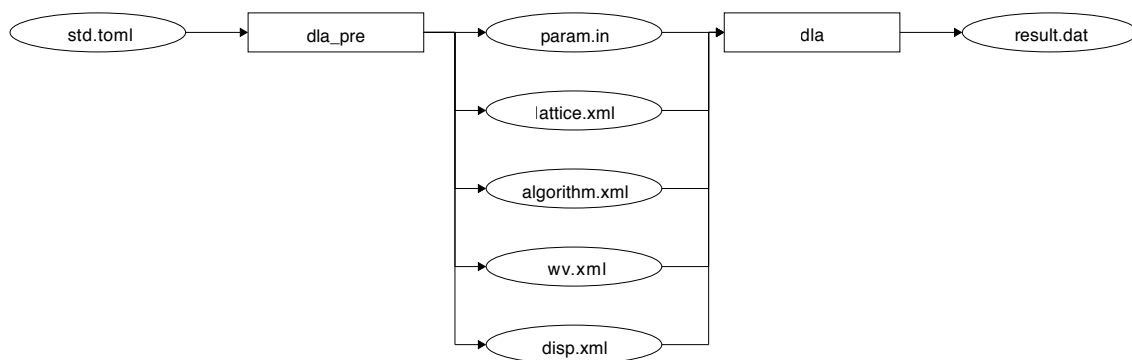 std.toml
dla_pre
param.in
dla
result.dat
lattice.xml
algorithm.xml
wv.xml
disp.xml